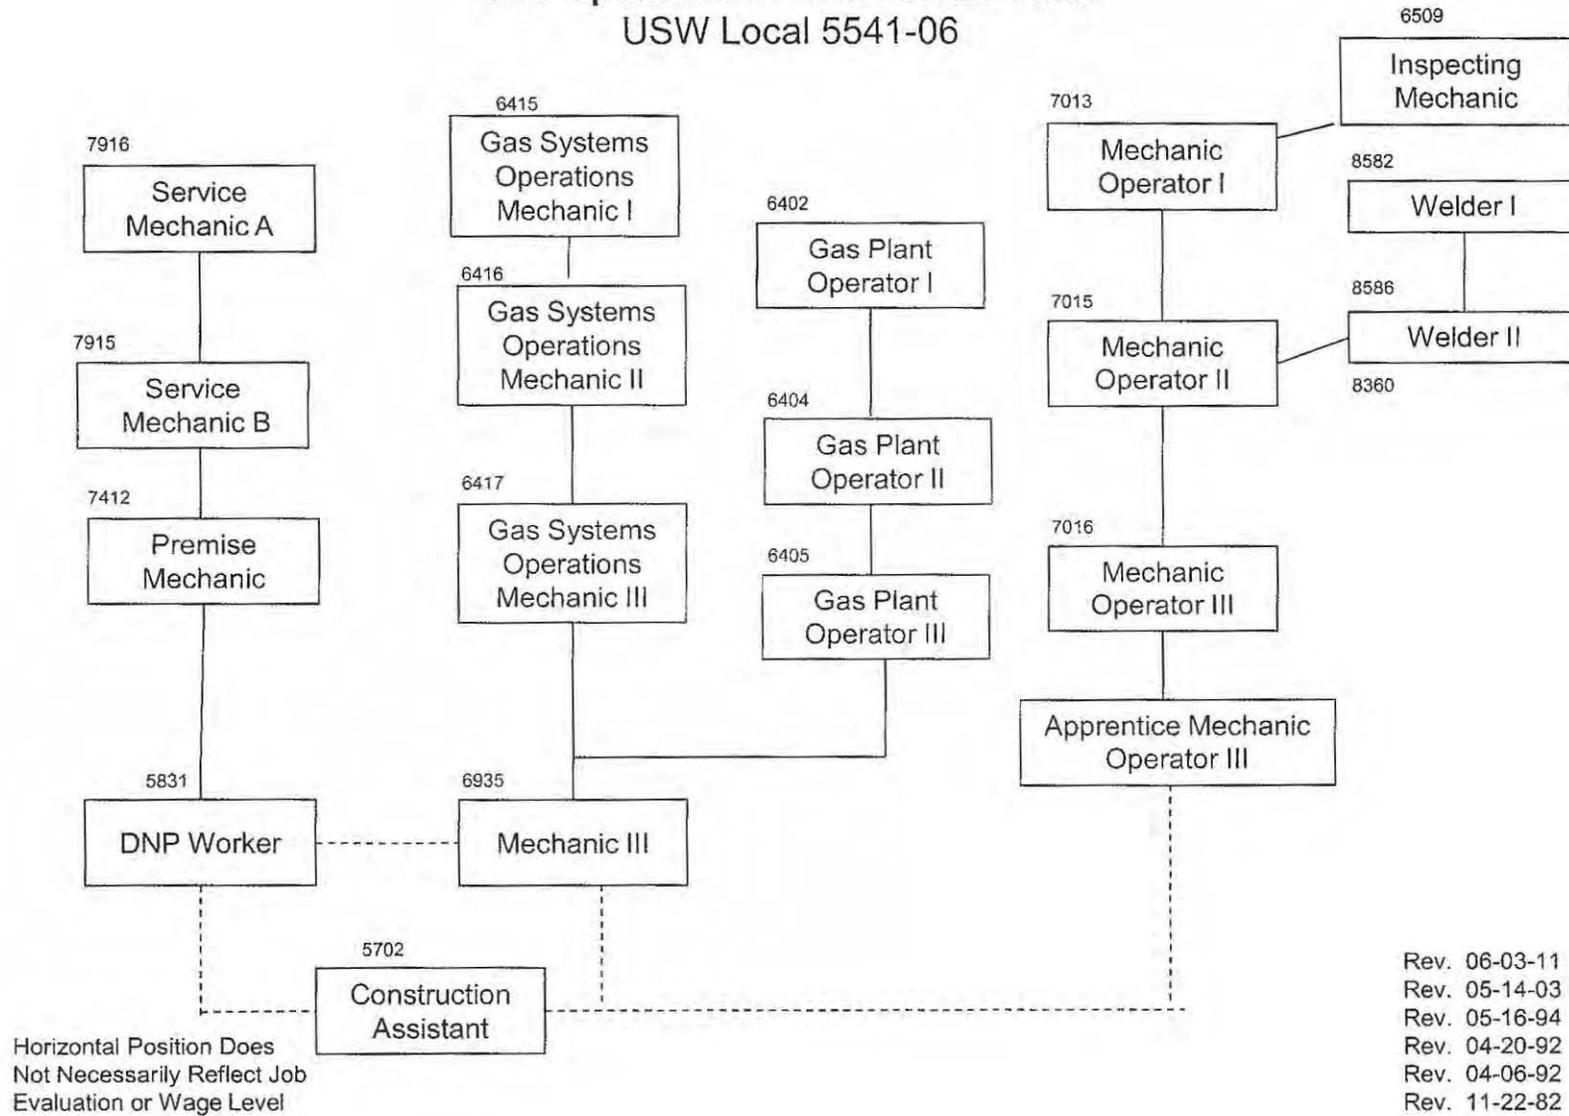 USW Local 5541-06
6509
Inspecting
Mechanic
6415
Gas Systems
Operations
Mechanic I
7013
Mechanic
Operator I
7916
Service
Mechanic A
8582
Welder I
6402
Gas Plant
Operator I
6416
Gas Systems
Operations
Mechanic II
8586
Welder II
8360
7015
Mechanic
Operator II
7915
Service
Mechanic B
6404
Gas Plant
Operator II
6417
Gas Systems
Operations
Mechanic III
7412
Premise
Mechanic
7016
Mechanic
Operator III
6405
Gas Plant
Operator III
Apprentice Mechanic
Operator III
5831
DNP Worker
6935
Mechanic III
5702
Construction
Assistant
Horizontal Position Does
Not Necessarily Reflect Job
Evaluation or Wage Level
Rev. 06-03-11
Rev. 05-14-03
Rev. 05-16-94
Rev. 04-20-92
Rev. 04-06-92
Rev. 11-22-82